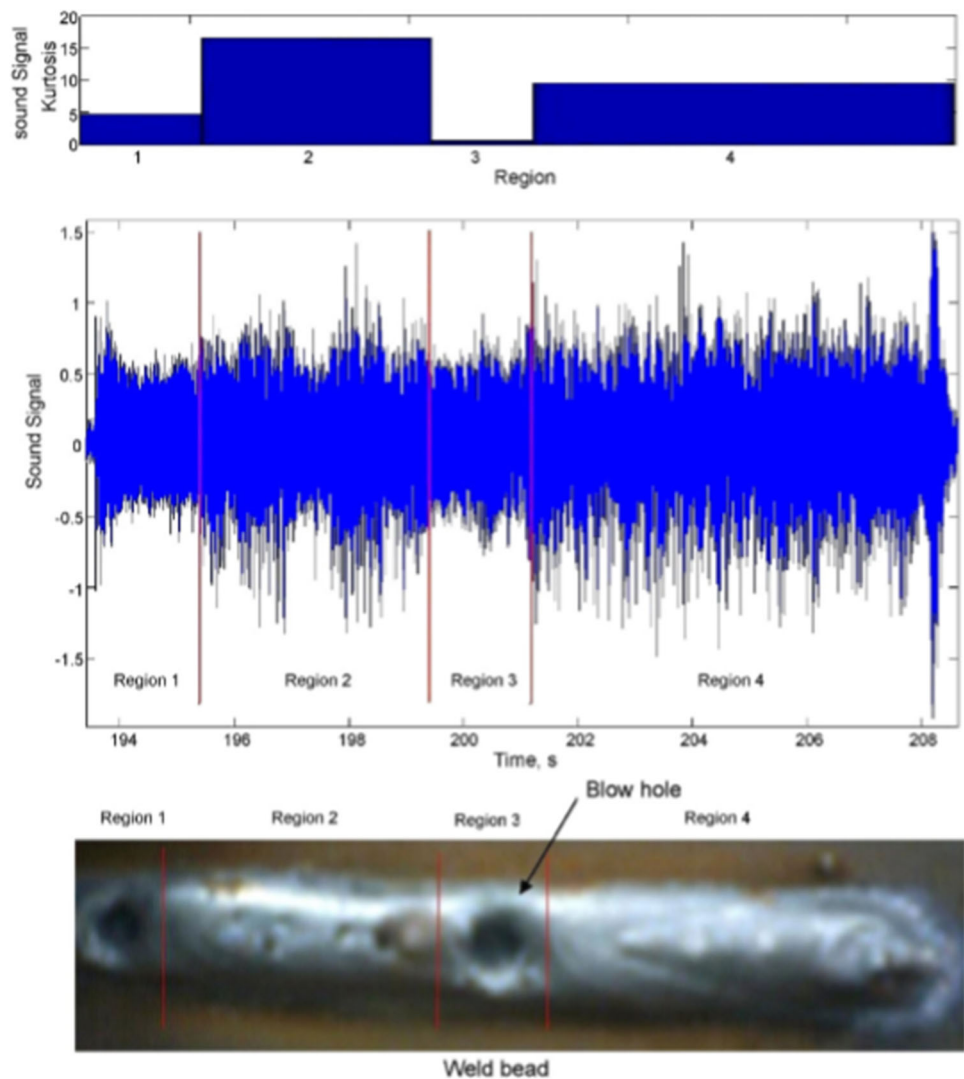 sound Signal
Kurtosis
20
15
10
5
0
1 2 3 4
Region
Sound Signal
1.5
1
0.5
0
-0.5
-1
-1.5
Region 1 Region 2 Region 3 Region 4
194 196 198 200 202 204 206 208
Time, s
Blow hole
Region 1 Region 2 Region 3 Region 4
Weld bead